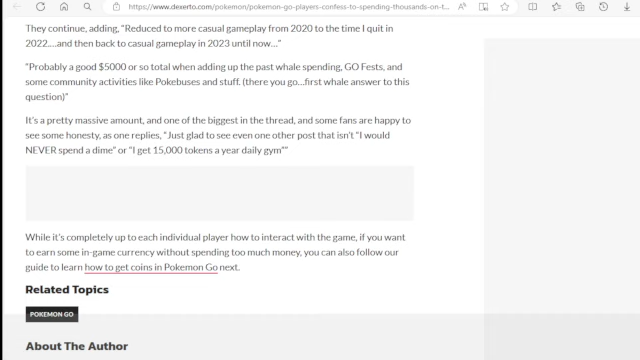 https://www.dexerto.com/pokemon/pokemon-go-players-confess-to-spending-thousands-on-t...
They continue, adding, “Reduced to more casual gameplay from 2020 to the time I quit in
2022....and then back to casual gameplay in 2023 until now…”
“Probably a good $5000 or so total when adding up the past whale spending, GO Fests, and
some community activities like Pokebuses and stuff. (there you go…first whale answer to this
question)”
It’s a pretty massive amount, and one of the biggest in the thread, and some fans are happy to
see some honesty, as one replies, “Just glad to see even one other post that isn’t “I would
NEVER spend a dime” or “I get 15,000 tokens a year daily gym””
While it’s completely up to each individual player how to interact with the game, if you want
to earn some in-game currency without spending too much money, you can also follow our
guide to learn how to get coins in Pokemon Go next.
Related Topics
POKEMON GO
About The Author